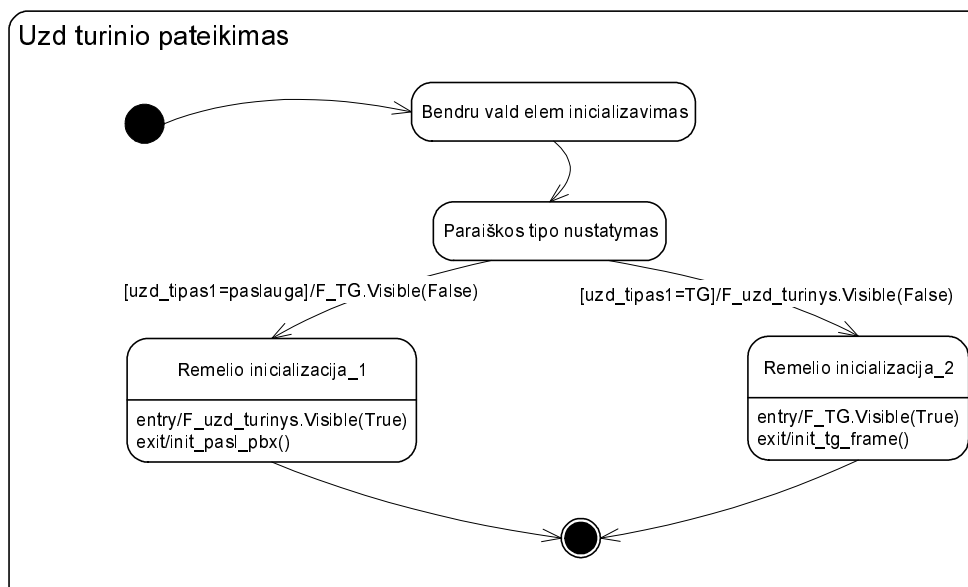 Uzd turinio pateikimas
Bendru vald elem inicializavimas
Paraiškos tipo nustatymas
[uzd_tipas1=paslauga]/F_TG.Visible(False)
[uzd_tipas1=TG]/F_uzd_turinys.Visible(False)
Remelio inicializacija_1
entry/F_uzd_turinys.Visible(True)
exit/init_pasl_pbx()
Remelio inicializacija_2
entry/F_TG.Visible(True)
exit/init_tg_frame()